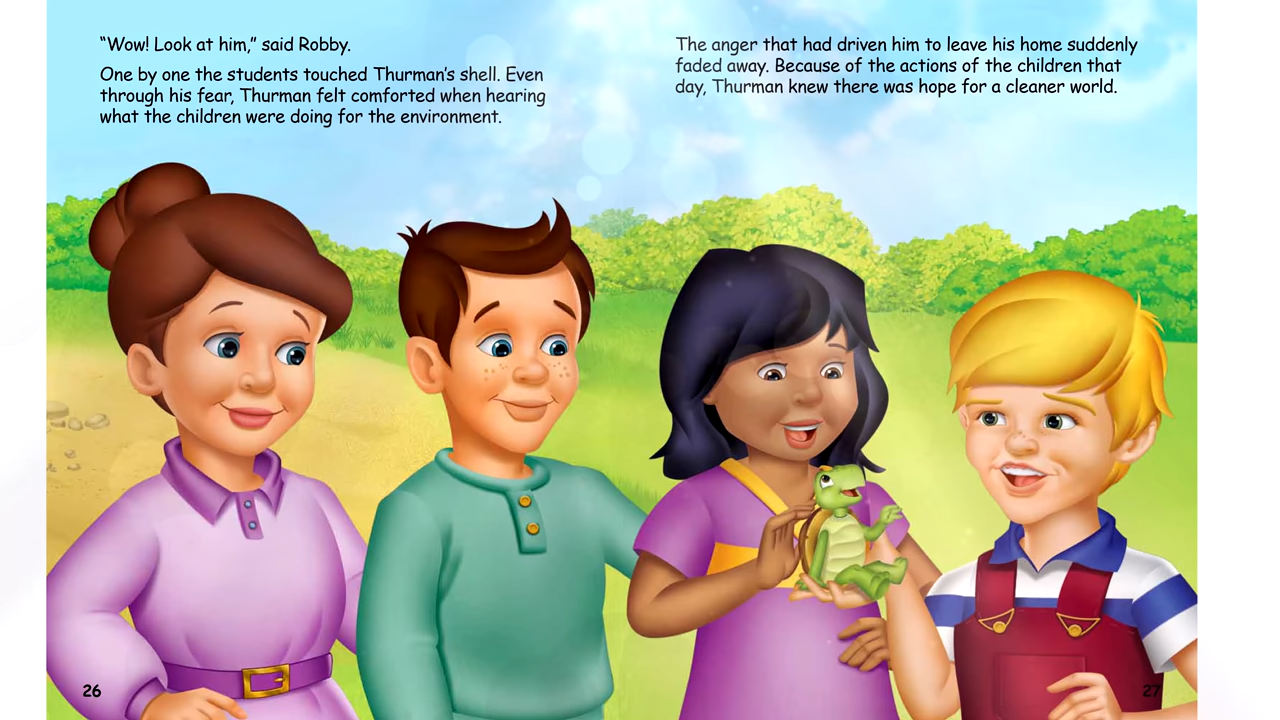 “Wow! Look at him,” said Robby.
One by one the students touched Thurman’s shell. Even
through his fear, Thurman felt comforted when hearing
what the children were doing for the environment.
The anger that had driven him to leave his home suddenly
faded away. Because of the actions of the children that
day, Thurman knew there was hope for a cleaner world.
26
27